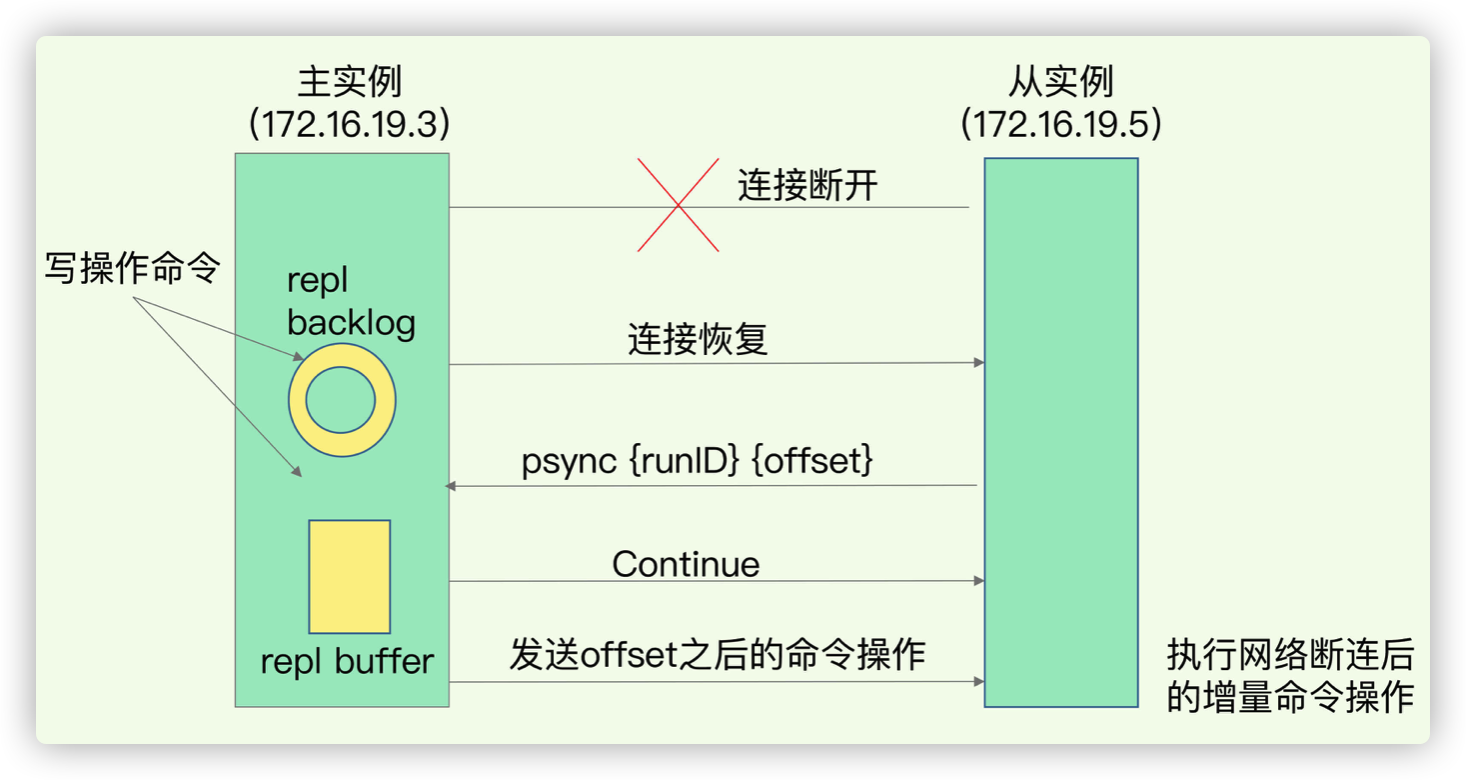 主实例
(172.16.19.3)
从实例
(172.16.19.5)
连接断开
写操作命令
repl
backlog
连接恢复
psync {runID} {offset}
Continue
发送offset之后的命令操作
repl buffer
执行网络断连后
的增量命令操作